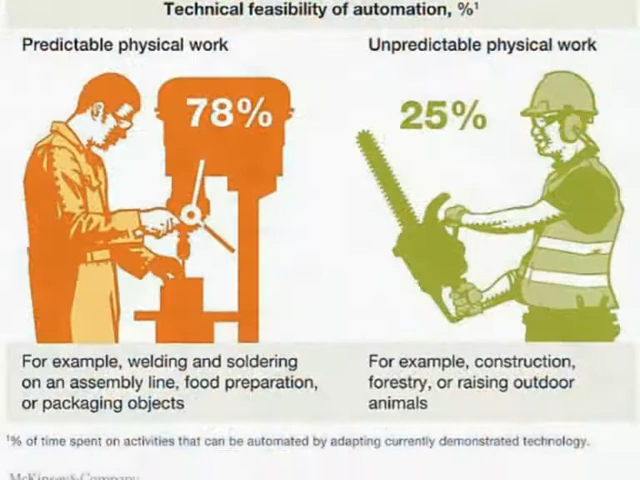 Technical feasibility of automation, %¹
Predictable physical work
Unpredictable physical work
78%
25%
For example, welding and soldering
on an assembly line, food preparation,
or packaging objects
For example, construction,
forestry, or raising outdoor
animals
¹% of time spent on activities that can be automated by adapting currently demonstrated technology.
McKinsey&Company